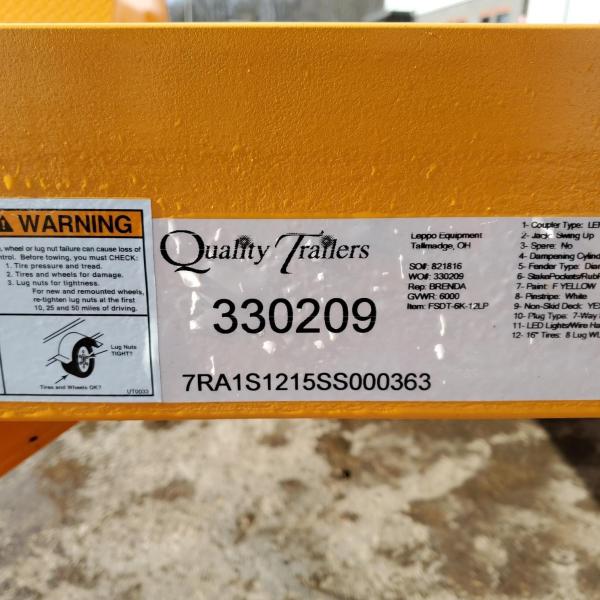 WARNING
wheel or lug nut failure can cause loss of
Before towing, you must CHECK:
1. Tire pressure and tread.
2. Tires and wheels for damage.
3. Lug nuts for tightness.
For new and remounted wheels,
re-tighten lug nuts at the first
10, 25 and 50 miles of driving.
Lug Nuts
TIGHT?
Tires and Wheels OK?
UT0033
Quality Trailers
330209
7RA1S1215SS000363
Leppo Equipment
Tallmadge, OH
SO#: 821816
WO#: 330209
Rep: BRENDA
GVWR: 6000
Item: FSDT-6K-12LP
1- Coupler Type:
2- Jack: Swing Up
3- Spare: No
4- Dampening
5- Fender Type:
6-
7- Paint: F YELLOW
8- Pinstripe: White
9- Non-Skid Deck:
10- Plug Type: 7-Way
11- LED Lights/Wire
12- 16" Tires: 8 Lug